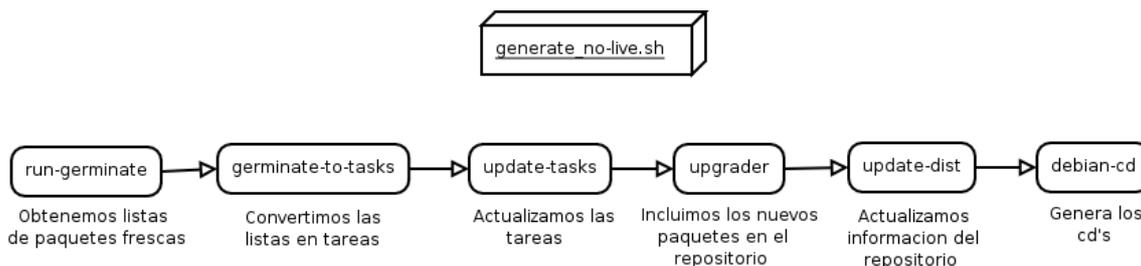 generate_no-live.sh
run-germinate
germinate-to-tasks
update-tasks
upgrader
update-dist
debian-cd
Obtenemos listas
de paquetes frescas
Convertimos las
listas en tareas
Actualizamos las
tareas
Incluimos los nuevos
paquetes en el
repositorio
Actualizamos
informacion del
repositorio
Genera los
cd's